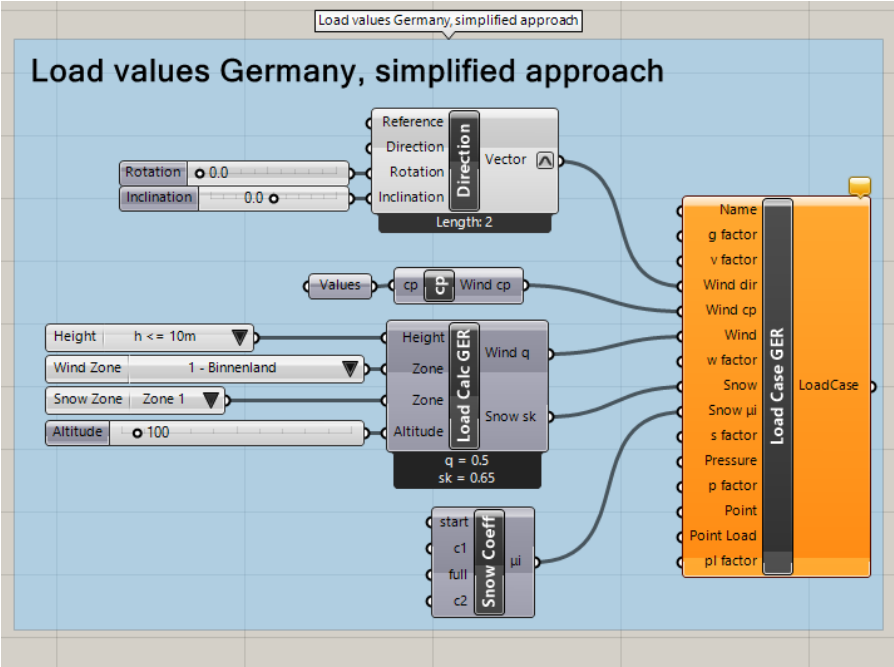 Load values Germany, simplified approach
Load values Germany, simplified approach
Reference
Direction
Rotation
Inclination
Direction
Vector
Length: 2
Rotation 0.0
Inclination 0.0
Values
cp
cp
Wind cp
Height h <= 10m
Wind Zone 1 - Binnenland
Snow Zone Zone 1
Altitude 100
Height
Zone
Zone
Altitude
Load Calc GER
Wind q
Snow sk
q = 0.5
sk = 0.65
start
c1
full
c2
Snow Coeff
μi
Name
g factor
v factor
Wind dir
Wind cp
Wind
w factor
Snow
Snow μi
s factor
Pressure
p factor
Point
Point Load
pl factor
Load Case GER
LoadCase